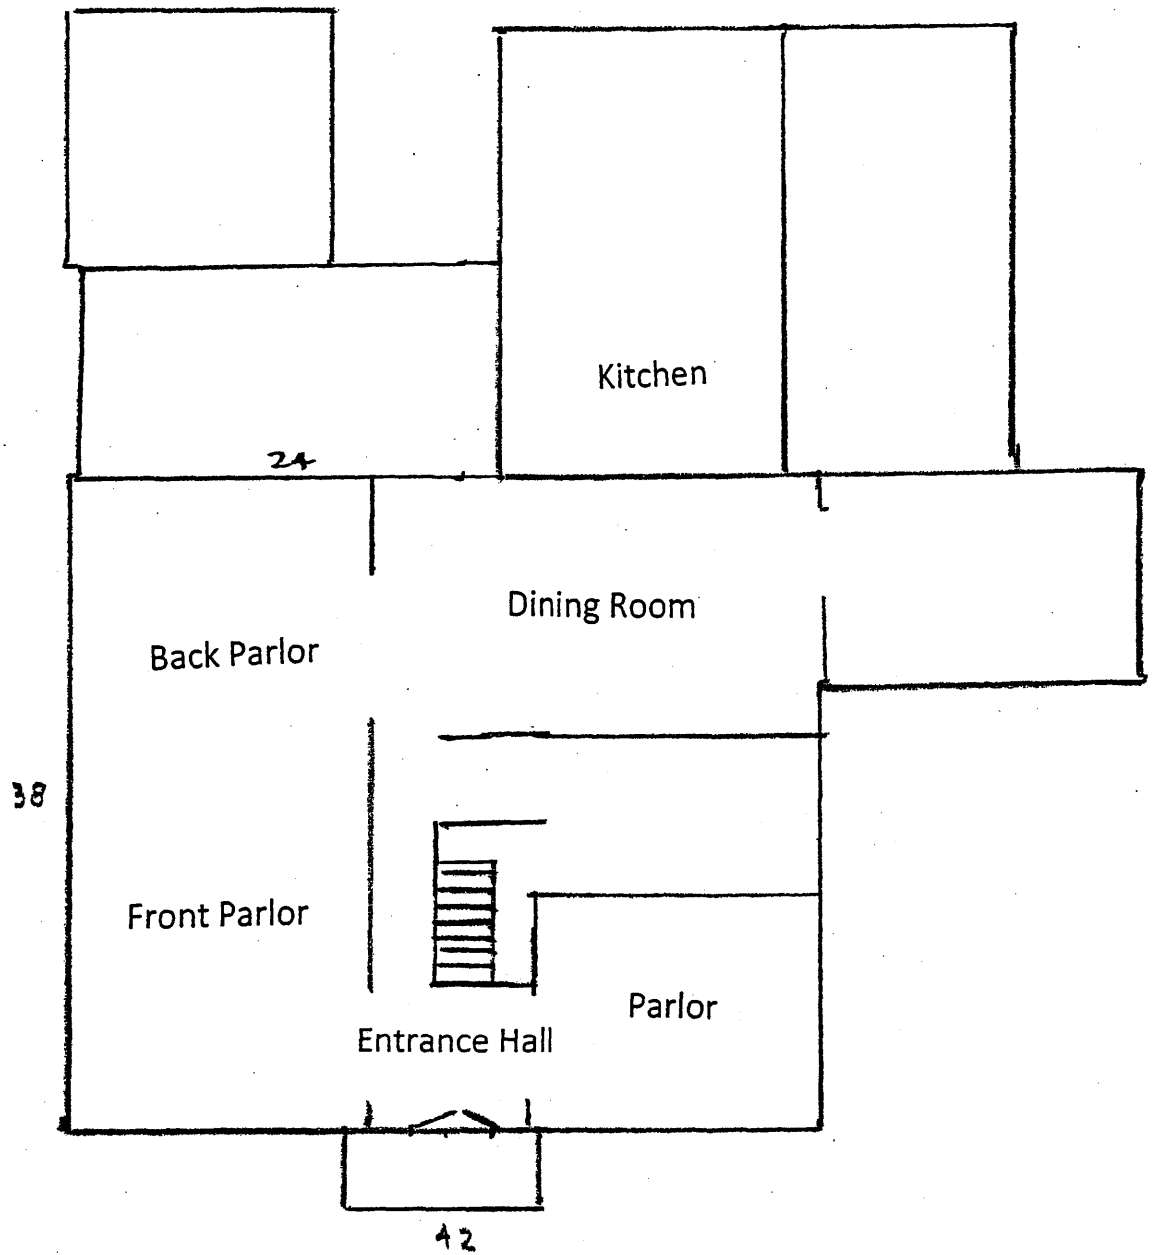 Kitchen
24
Dining Room
Back Parlor
38
Front Parlor
Parlor
Entrance Hall
42